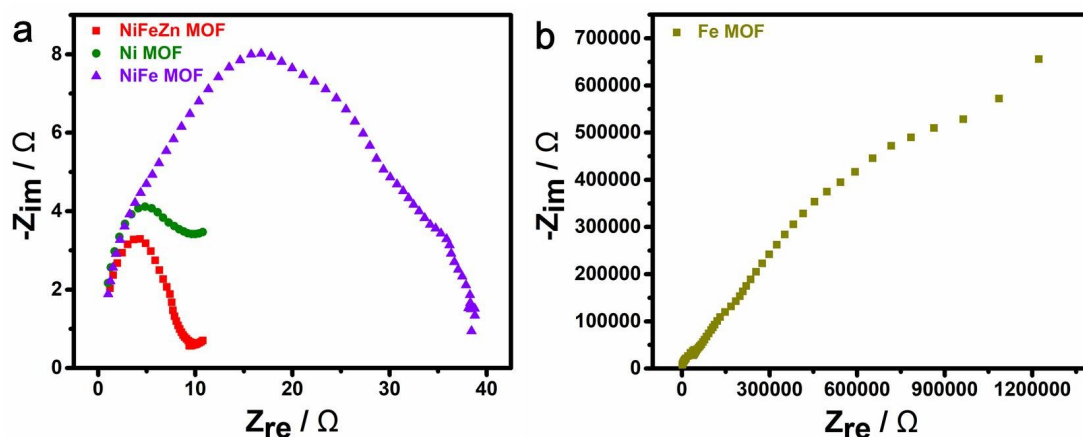 a
NiFeZn MOF
Ni MOF
NiFe MOF
8
6
4
2
0
-Zim / Ω
0 10 20 30 40
Zre / Ω
b
Fe MOF
700000
600000
500000
400000
300000
200000
100000
0
-Zim / Ω
0 300000 600000 900000 1200000
Zre / Ω